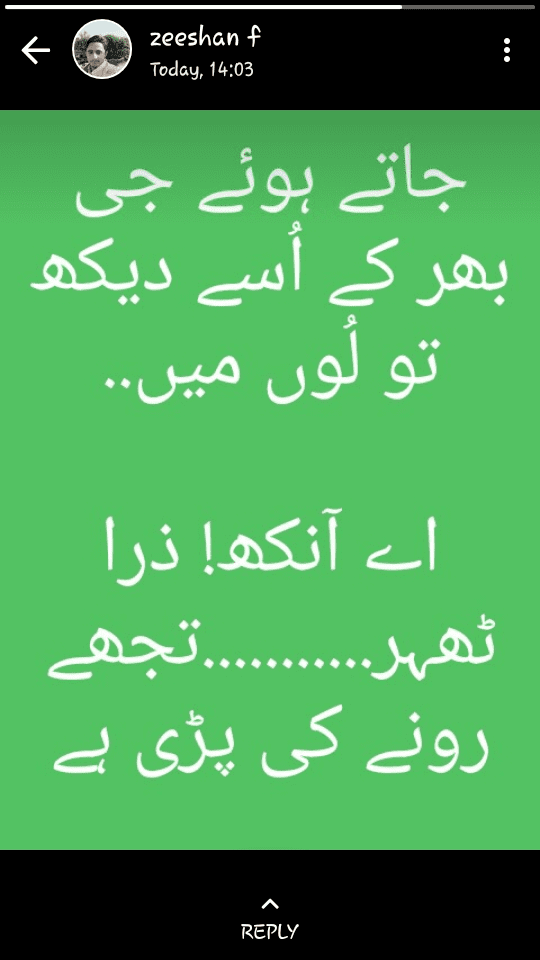 zeeshan f
Today, 14:03
جاتے ہوئے جی
بھر کے اُسے دیکھ
تو لُوں میں..
اے آنکھ! ذرا
ٹھہر...........تجھے
رونے کی پڑی ہے
REPLY